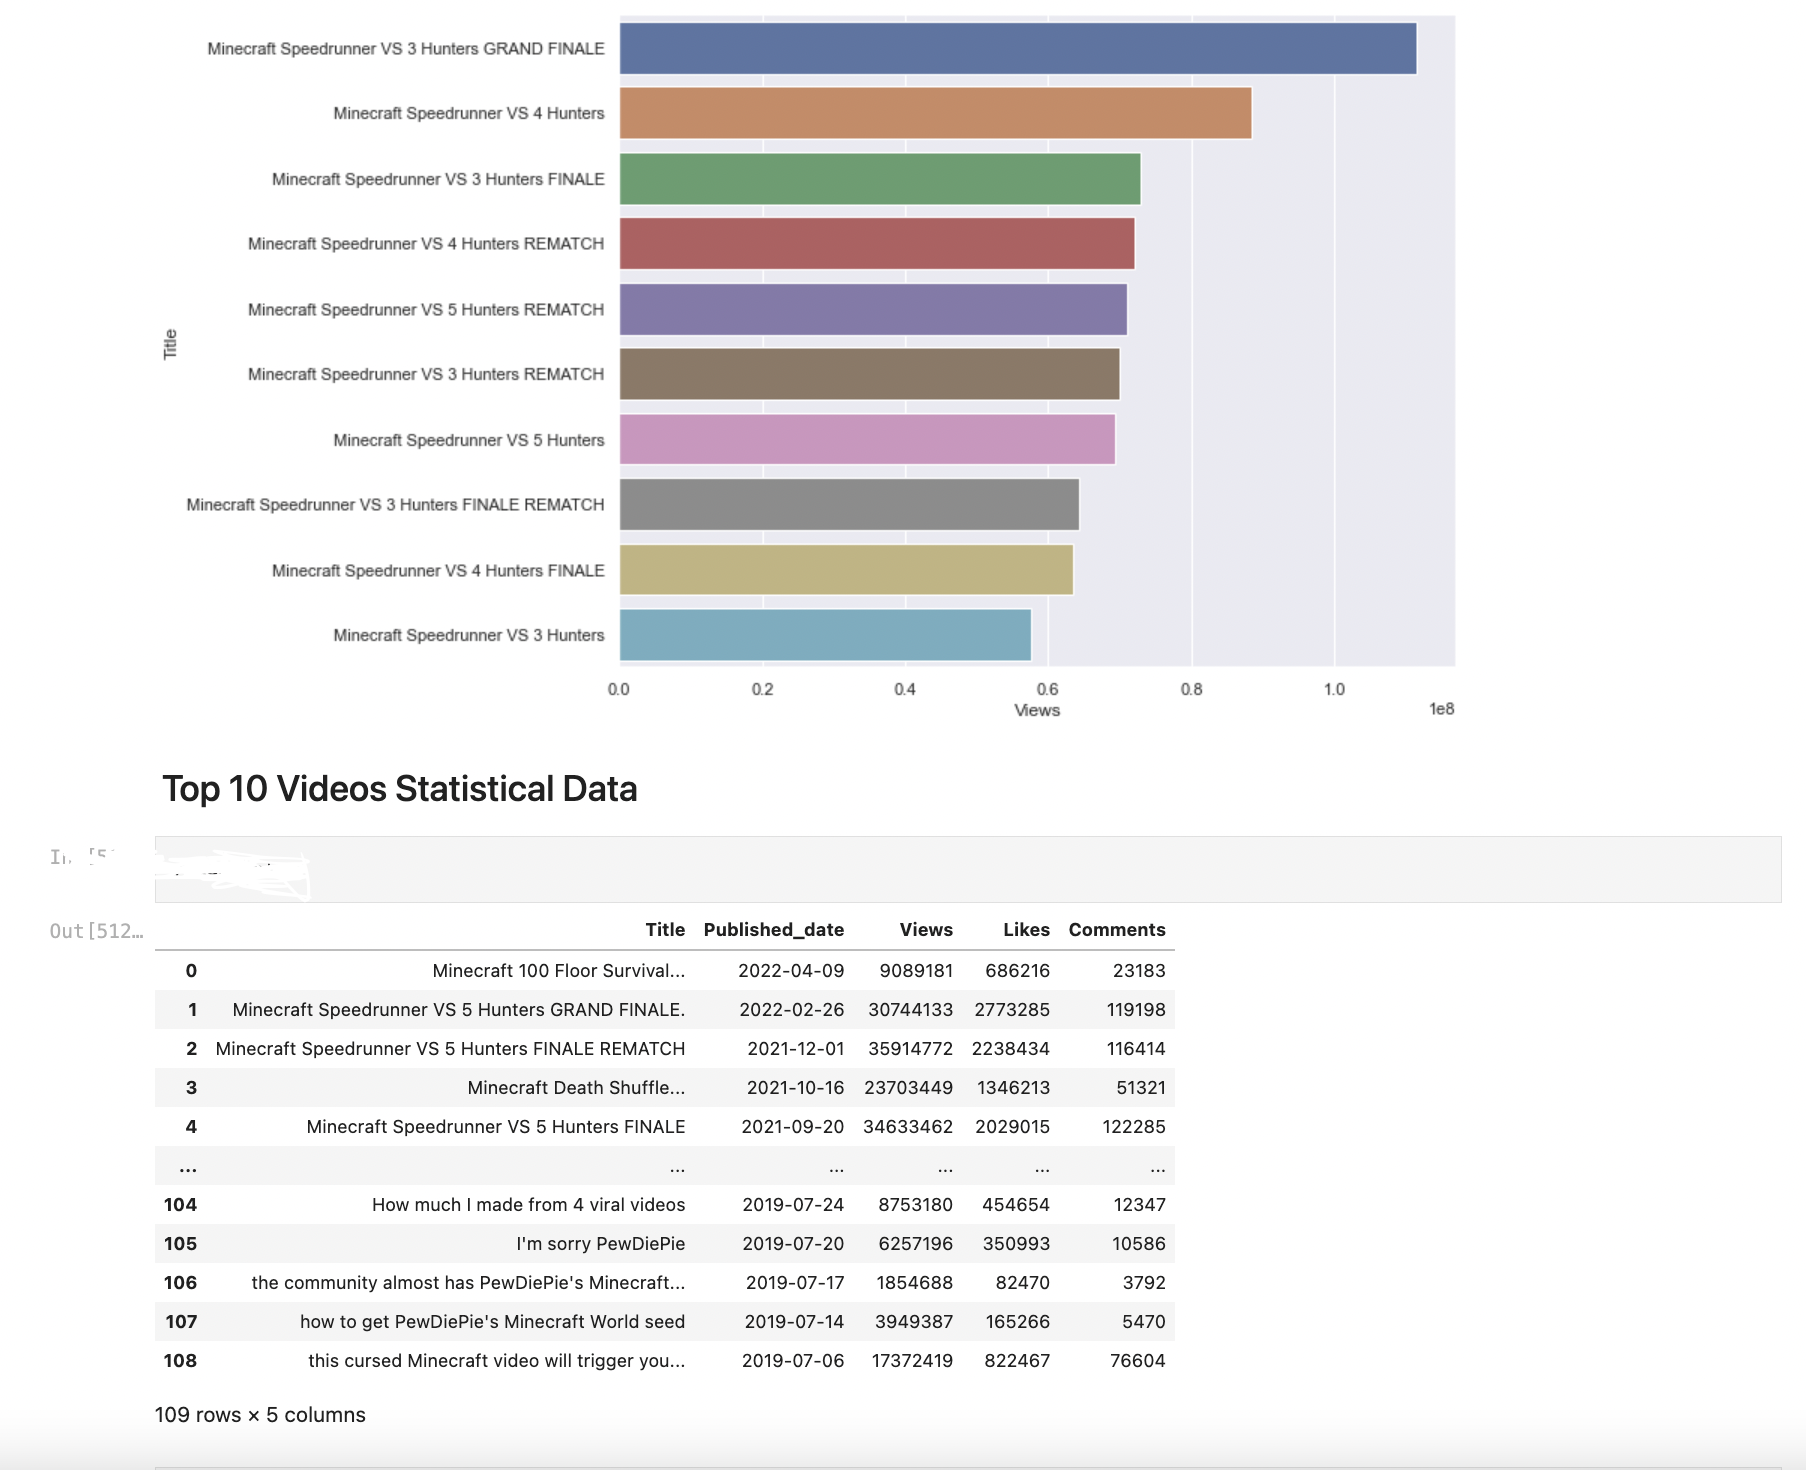 Minecraft Speedrunner VS 3 Hunters GRAND FINALE
Minecraft Speedrunner VS 4 Hunters
Minecraft Speedrunner VS 3 Hunters FINALE
Minecraft Speedrunner VS 4 Hunters REMATCH
Minecraft Speedrunner VS 5 Hunters REMATCH
Title
Minecraft Speedrunner VS 3 Hunters REMATCH
Minecraft Speedrunner VS 5 Hunters
Minecraft Speedrunner VS 3 Hunters FINALE REMATCH
Minecraft Speedrunner VS 4 Hunters FINALE
Minecraft Speedrunner VS 3 Hunters
0.0 0.2 0.4 0.6 0.8 1.0
Views 1e8
Top 10 Videos Statistical Data
Out[512…
Title Published_date Views Likes Comments
0 Minecraft 100 Floor Survival... 2022-04-09 9089181 686216 23183
1 Minecraft Speedrunner VS 5 Hunters GRAND FINALE. 2022-02-26 30744133 2773285 119198
2 Minecraft Speedrunner VS 5 Hunters FINALE REMATCH 2021-12-01 35914772 2238434 116414
3 Minecraft Death Shuffle... 2021-10-16 23703449 1346213 51321
4 Minecraft Speedrunner VS 5 Hunters FINALE 2021-09-20 34633462 2029015 122285
... ... ... ... ... ...
104 How much I made from 4 viral videos 2019-07-24 8753180 454654 12347
105 I'm sorry PewDiePie 2019-07-20 6257196 350993 10586
106 the community almost has PewDiePie's Minecraft... 2019-07-17 1854688 82470 3792
107 how to get PewDiePie's Minecraft World seed 2019-07-14 3949387 165266 5470
108 this cursed Minecraft video will trigger you... 2019-07-06 17372419 822467 76604
109 rows × 5 columns